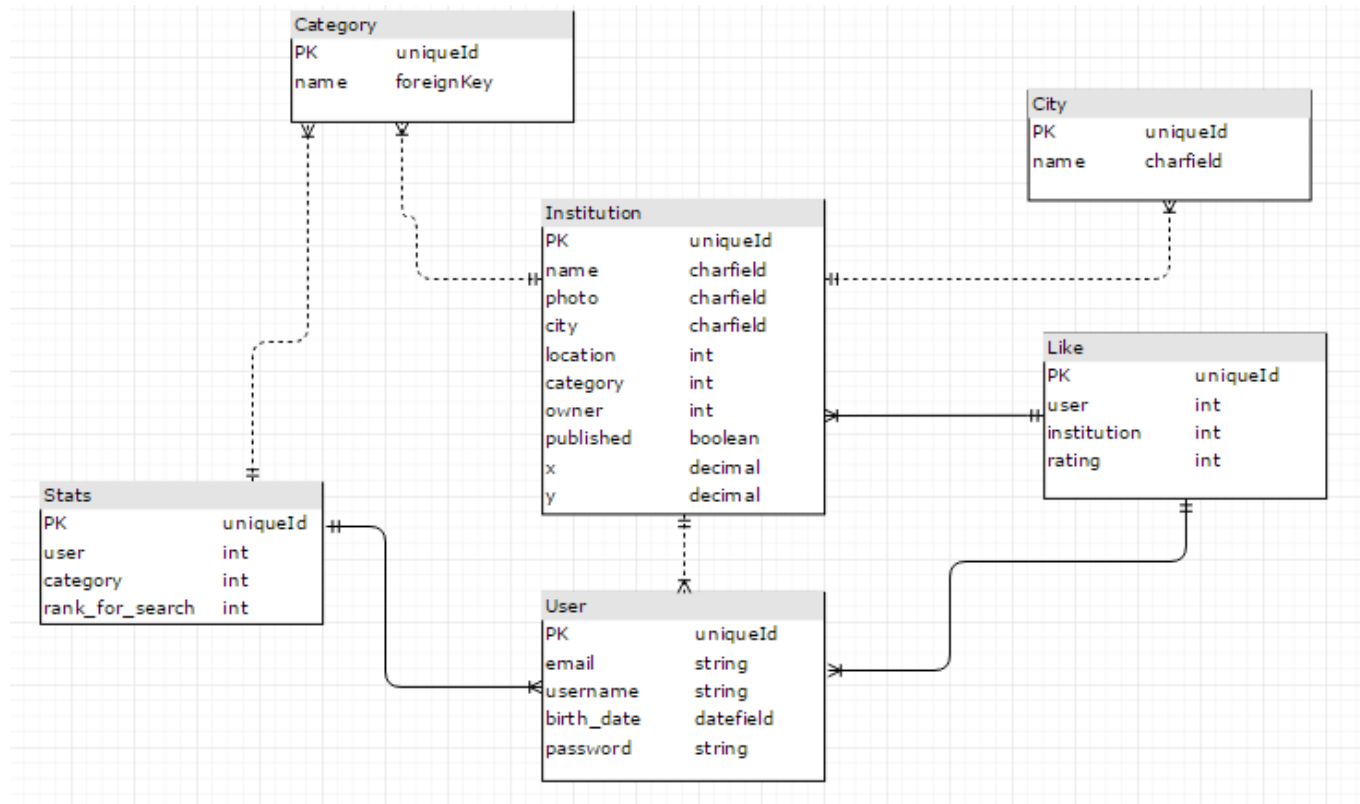 Category
PK uniqueId
name foreignKey
City
PK uniqueId
name charfield
Institution
PK uniqueId
name charfield
photo charfield
city charfield
location int
category int
owner int
published boolean
x decimal
y decimal
Like
PK uniqueId
user int
institution int
rating int
Stats
PK uniqueId
user int
category int
rank_for_search int
User
PK uniqueId
email string
username string
birth_date datefield
password string